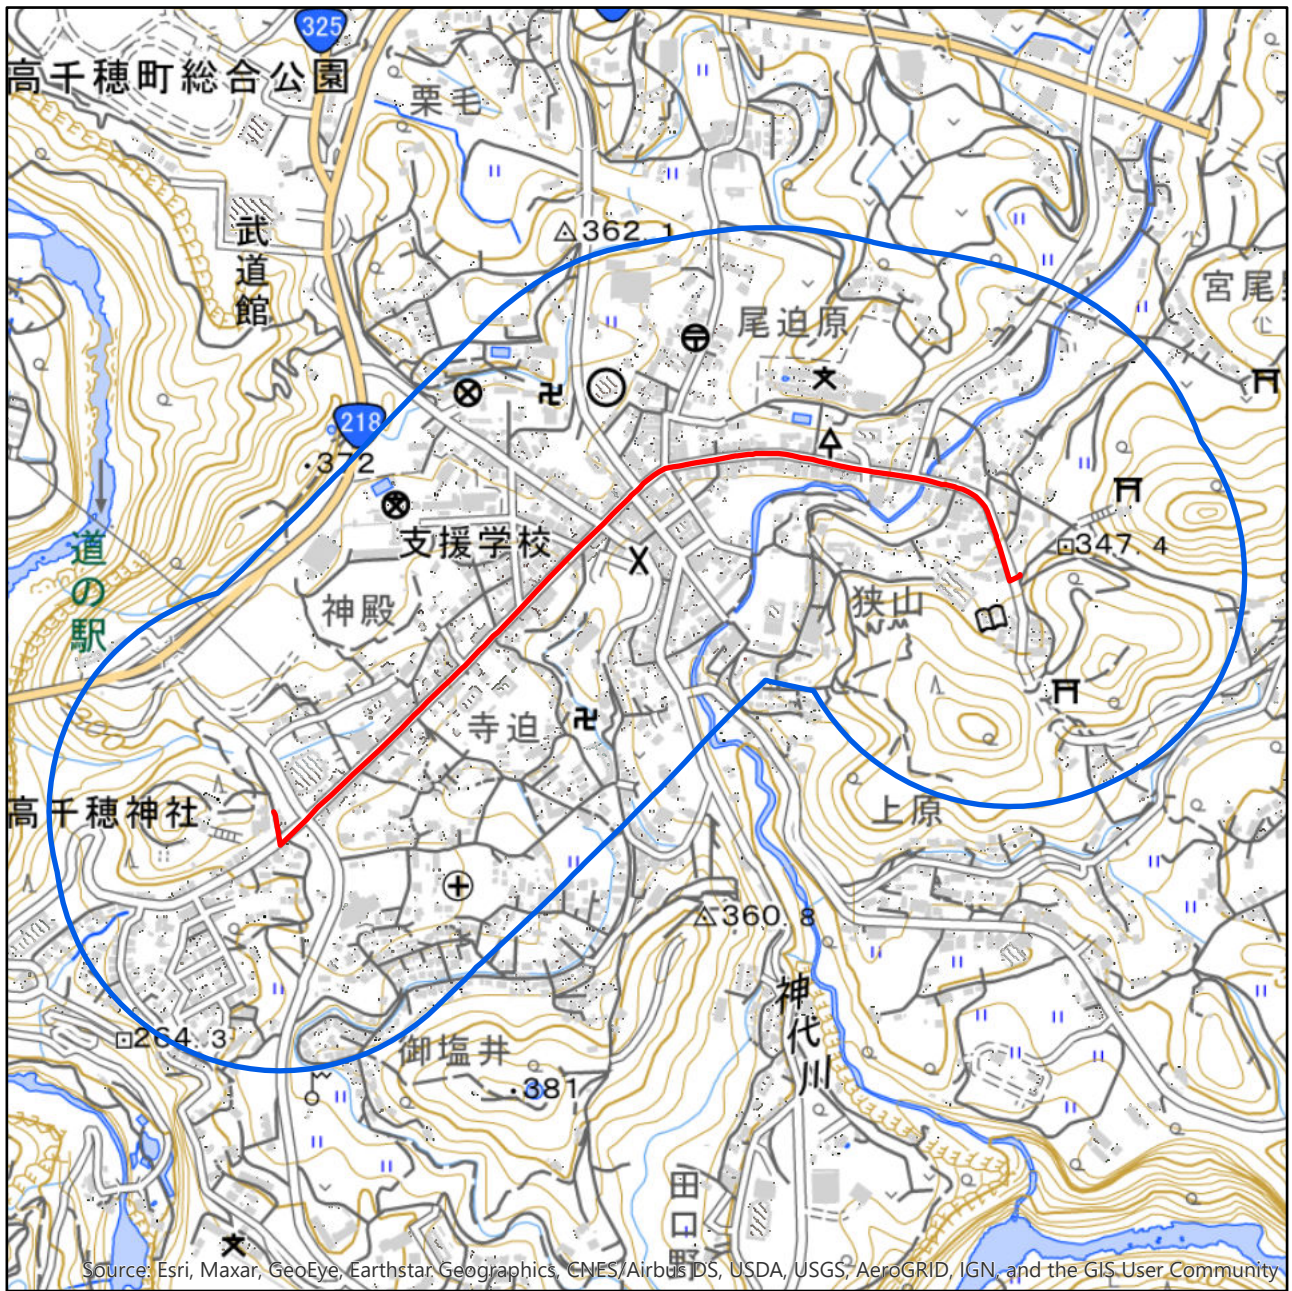 325
高千穂町総合公園
栗毛
武道館
362.1
宮尾
尾迫原
218
・372
支援学校
347.4
道の駅
神殿
狭山
寺迫
高千穂神社
上原
360.8
神代川
264.3
御塩井
・381
田口野
Source: Esri, Maxar, GeoEye, Earthstar Geographics, CNES/Airbus DS, USDA, USGS, AeroGRID, IGN, and the GIS User Community